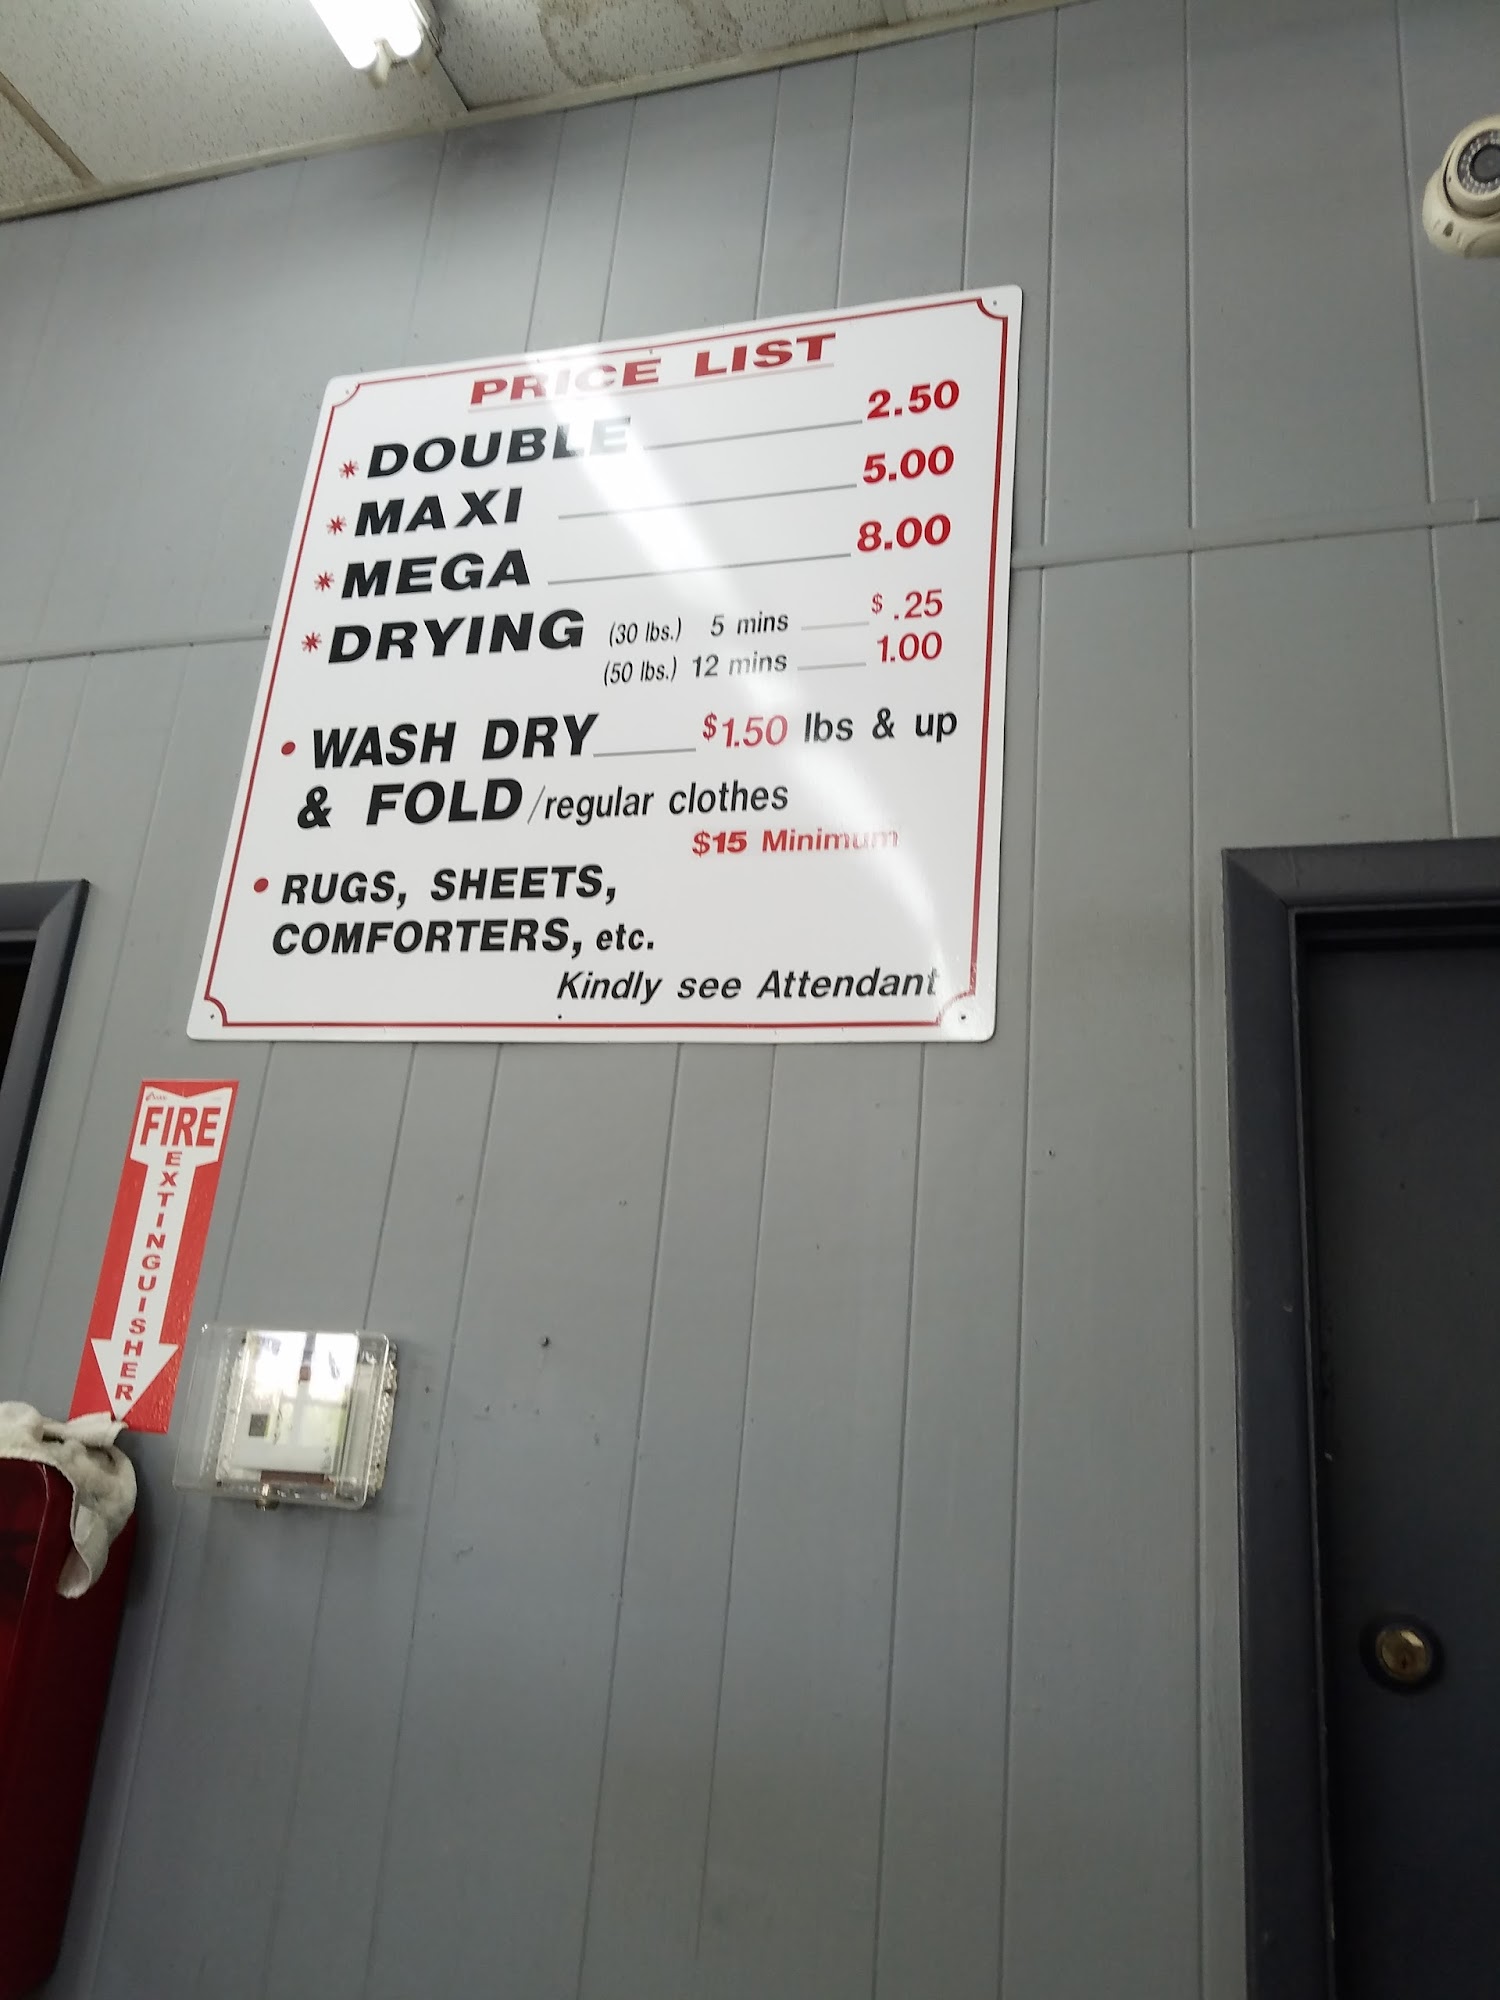 PRICE LIST
* DOUBLE 2.50
* MAXI 5.00
* MEGA 8.00
* DRYING (30 lbs.) 5 mins $.25
(50 lbs.) 12 mins 1.00
• WASH DRY $1.50 lbs & up
& FOLD/regular clothes
$15 Minimum
• RUGS, SHEETS,
COMFORTERS, etc.
Kindly see Attendant
FIRE
EXTINGUISHER